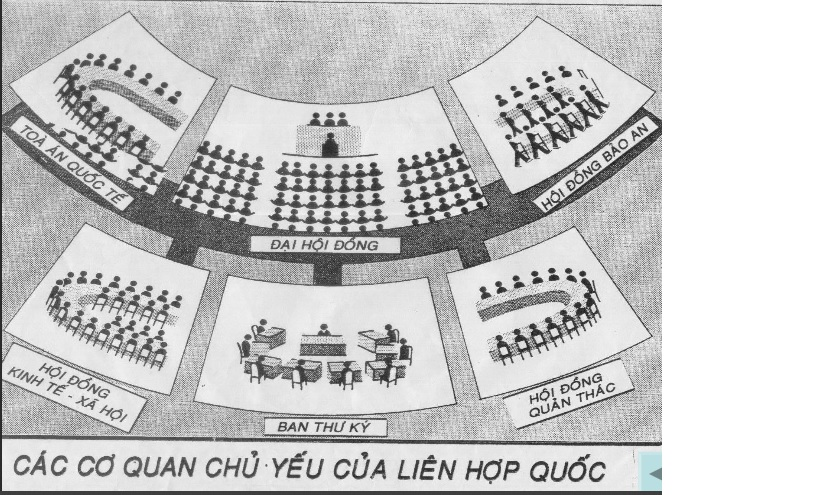 TOÀ ÁN QUỐC TẾ
HỘI ĐỒNG BẢO AN
ĐẠI HỘI ĐỒNG
HỘI ĐỒNG
KINH TẾ - XÃ HỘI
BAN THƯ KÝ
HỘI ĐỒNG
QUẢN THÁC
CÁC CƠ QUAN CHỦ YẾU CỦA LIÊN HỢP QUỐC